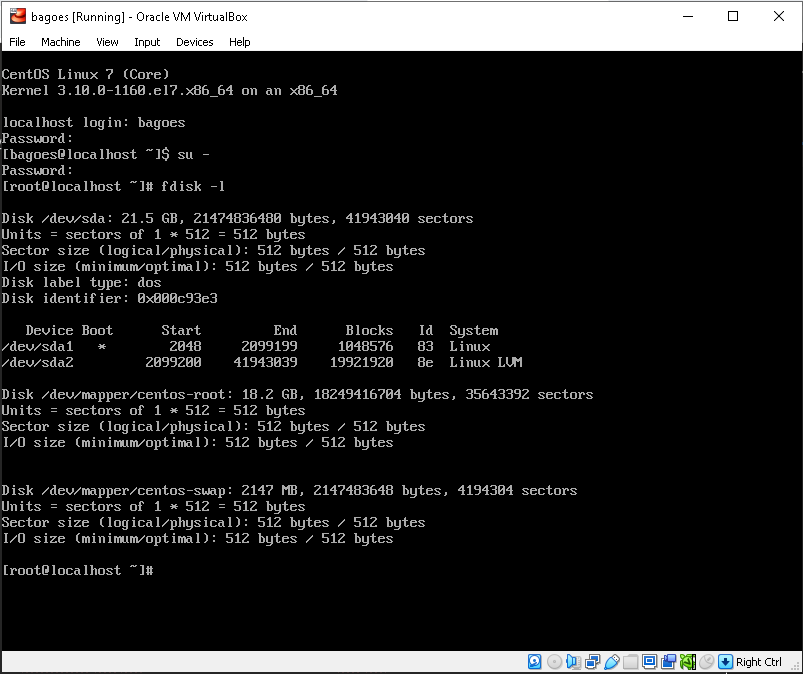 bagoes [Running] - Oracle VM VirtualBox
File Machine View Input Devices Help
CentOS Linux 7 (Core)
Kernel 3.10.0-1160.el7.x86_64 on an x86_64
localhost login: bagoes
Password:
[bagoes@localhost ~]$ su -
Password:
[root@localhost ~]# fdisk -l
Disk /dev/sda: 21.5 GB, 21474836480 bytes, 41943040 sectors
Units = sectors of 1 * 512 = 512 bytes
Sector size (logical/physical): 512 bytes / 512 bytes
I/O size (minimum/optimal): 512 bytes / 512 bytes
Disk label type: dos
Disk identifier: 0x000c93e3
Device Boot Start End Blocks Id System
/dev/sda1 * 2048 2099199 1048576 83 Linux
/dev/sda2 2099200 41943039 19921920 8e Linux LVM
Disk /dev/mapper/centos-root: 18.2 GB, 18249416704 bytes, 35643392 sectors
Units = sectors of 1 * 512 = 512 bytes
Sector size (logical/physical): 512 bytes / 512 bytes
I/O size (minimum/optimal): 512 bytes / 512 bytes
Disk /dev/mapper/centos-swap: 2147 MB, 2147483648 bytes, 4194304 sectors
Units = sectors of 1 * 512 = 512 bytes
Sector size (logical/physical): 512 bytes / 512 bytes
I/O size (minimum/optimal): 512 bytes / 512 bytes
[root@localhost ~]#
Right Ctrl